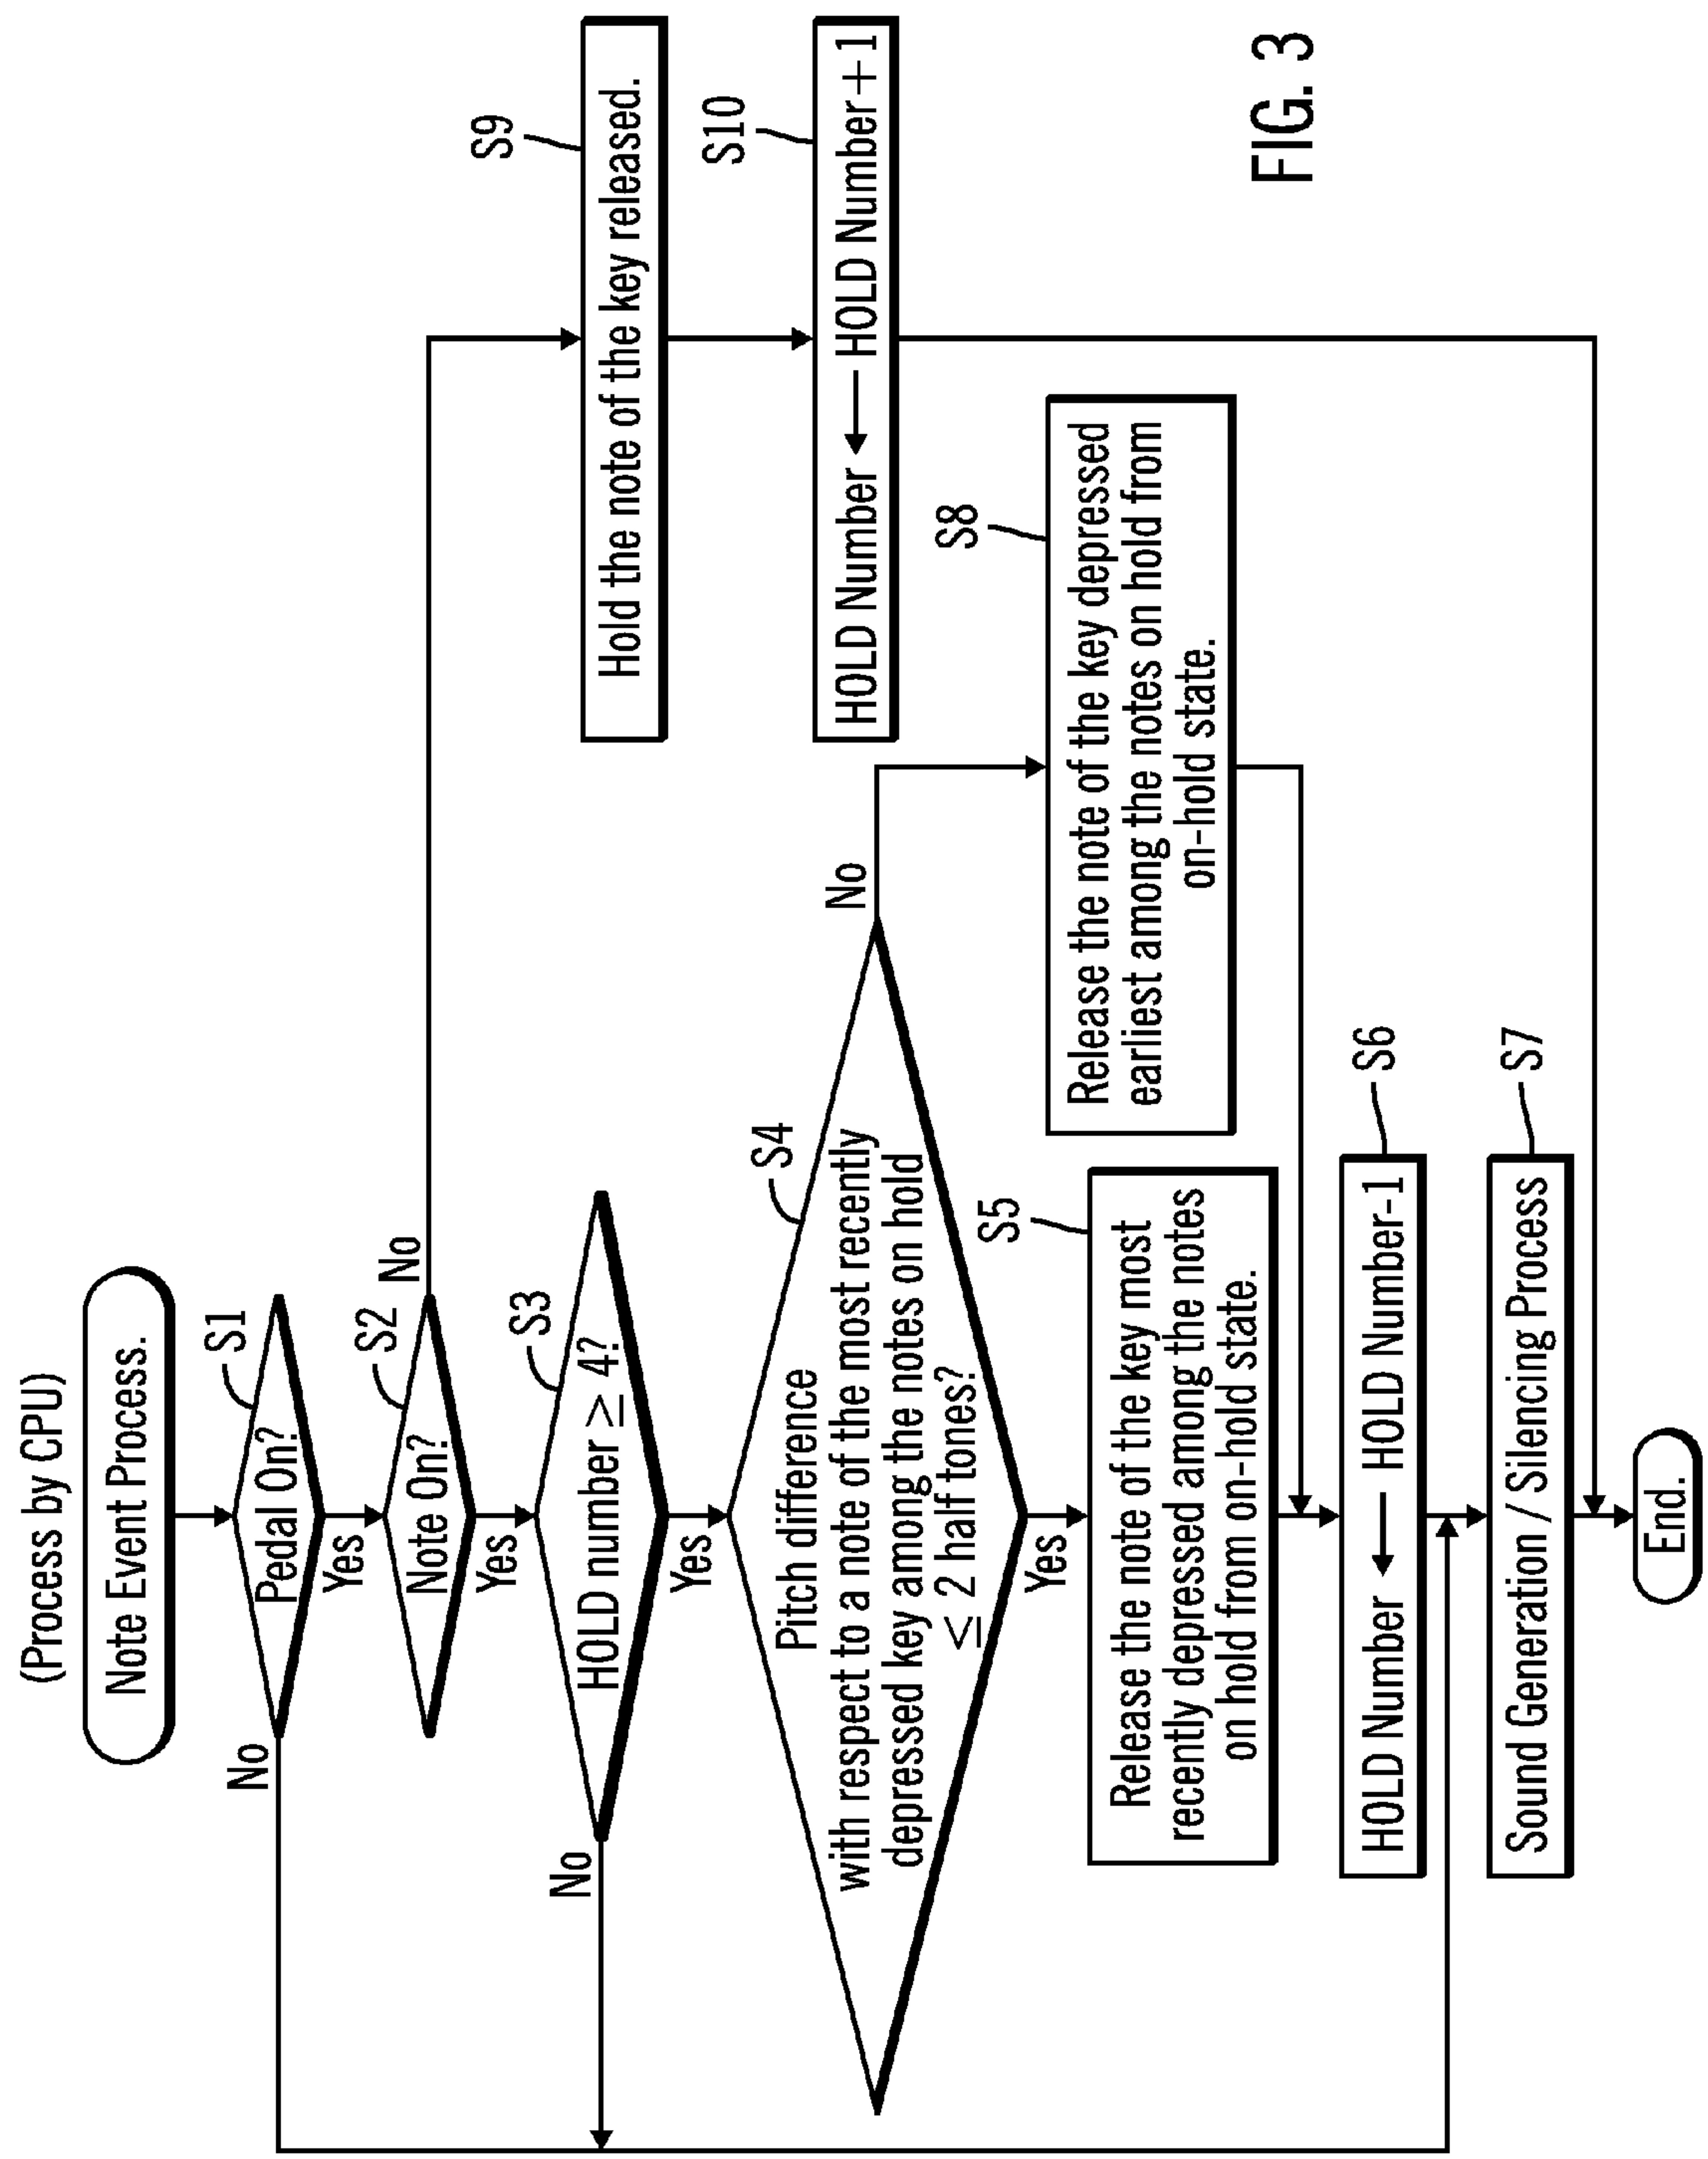 (Process by CPU)
Note Event Process.
S1
Pedal On?
No
Yes
S2
Note On?
No
Yes
S3
HOLD number ≥ 4?
No
Yes
S4
Pitch difference
with respect to a note of the most recently
depressed key among the notes on hold
≤ 2 half tones?
No
Yes
S5
Release the note of the key most
recently depressed among the notes
on hold from on-hold state.
S8
Release the note of the key depressed
earliest among the notes on hold from
on-hold state.
S6
HOLD Number ← HOLD Number-1
S7
Sound Generation / Silencing Process
End.
S9
Hold the note of the key released.
S10
HOLD Number ← HOLD Number+1
FIG. 3